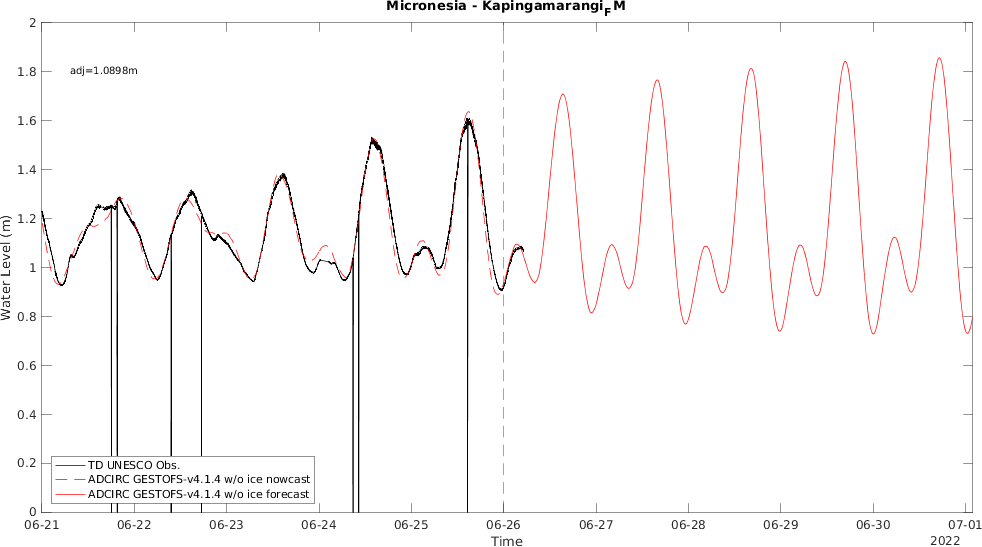 Micronesia - Kapingamarangi_FM
2
1.8
adj=1.0898m
1.6
1.4
1.2
1
0.8
0.6
0.4
0.2
0
Water Level (m)
TD UNESCO Obs.
ADCIRC GESTOFS-v4.1.4 w/o ice nowcast
ADCIRC GESTOFS-v4.1.4 w/o ice forecast
06-21 06-22 06-23 06-24 06-25 06-26 06-27 06-28 06-29 06-30 07-01
Time
2022